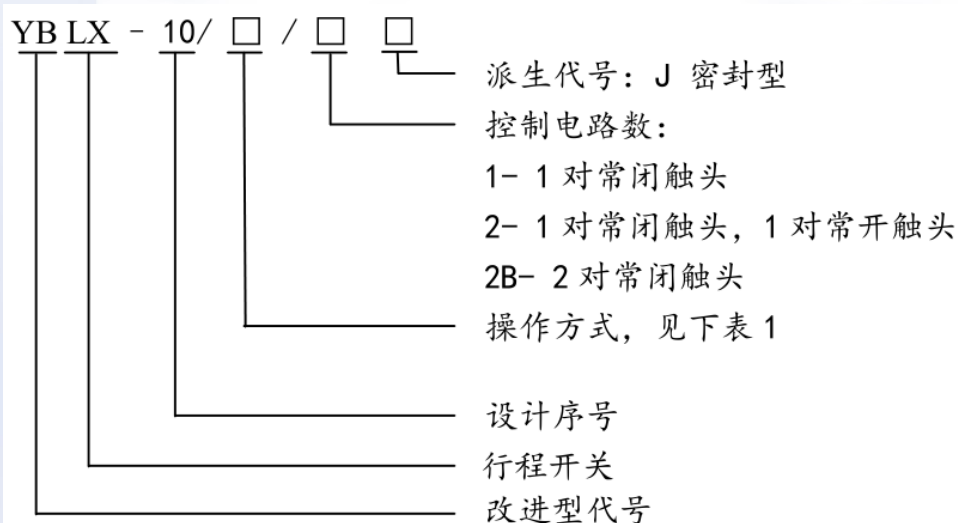 YB LX - 10/ □ / □ □
派生代号: J 密封型
控制电路数:
1- 1 对常闭触头
2- 1 对常闭触头, 1 对常开触头
2B- 2 对常闭触头
操作方式, 见下表 1
设计序号
行程开关
改进型代号